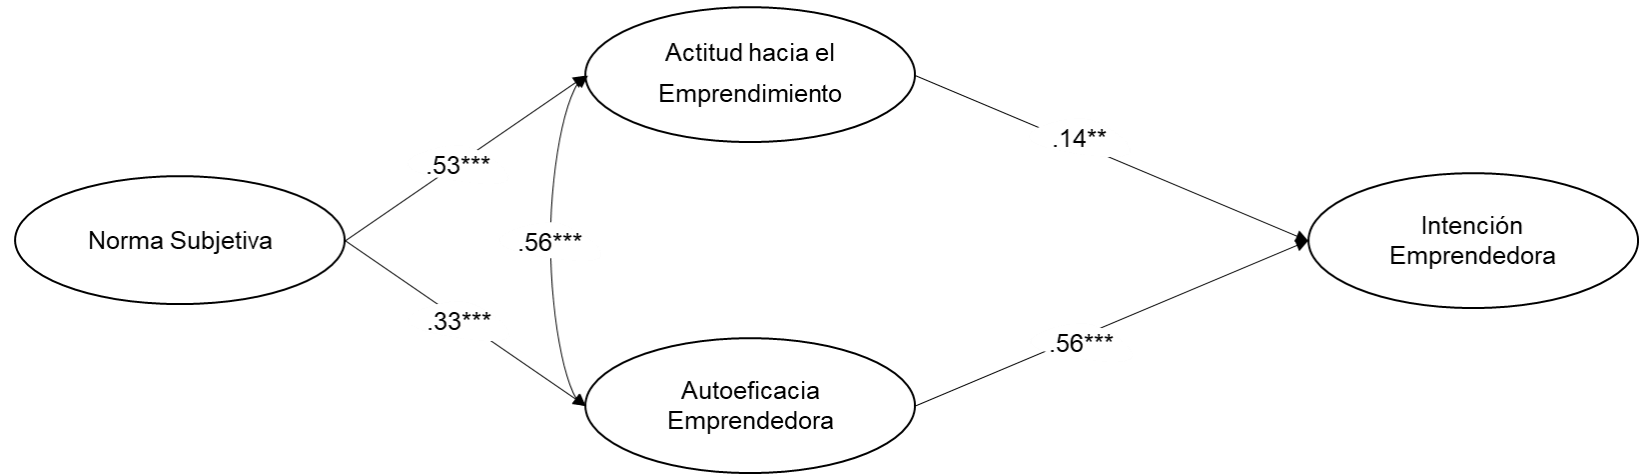 Actitud hacia el
Emprendimiento
.14**
.53***
Norma Subjetiva
.56***
Intención
Emprendedora
.33***
.56***
Autoeficacia
Emprendedora